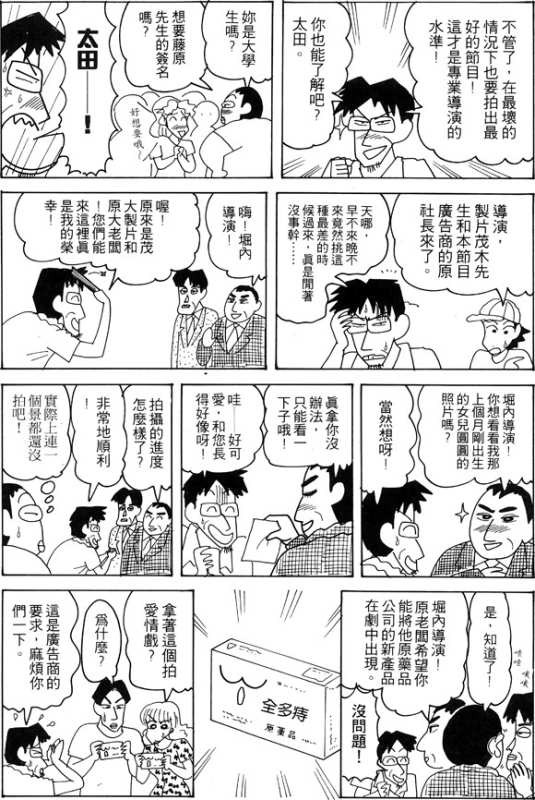 不管了，在最壞的
情況下也要拍出最
好的節目！
這才是專業導演的
水準！
你也能了解吧？
太田。
妳是大學
生嗎？
想要藤原
先生的簽名
嗎？
好想要哦！
太田——！
導演，
製片茂木先
生和本節目
廣告商的原
社長來了。
天哪，
早不來晚不
來竟然挑這
種最差的時
候過來，眞是閒著
沒事幹……
嗨！堀內
導演！
喔！
原來是茂
大製片和
原大老闆
！您們能
來這裡眞
是我的榮
幸！
堀內導演！
你想看看我那
上個月剛出生
的女兒圓圓的
照片嗎？
當然想呀！
眞拿你沒
辦法，
只能看一
下子哦！
哇——好可
愛，和您長
得好像呀！
拍攝的進度
怎麼樣了？
非常地順利
！
實際上連一
個景都還沒
拍吧！
是，知道了！
堀內導演！
原老闆希望你
能將他原藥品
公司的新產品
在劇中出現。
沒問題！
全多痔
原藥品
拿著這個拍
愛情戲？
爲什麼？
這是廣告商的
要求，麻煩你
們一下。